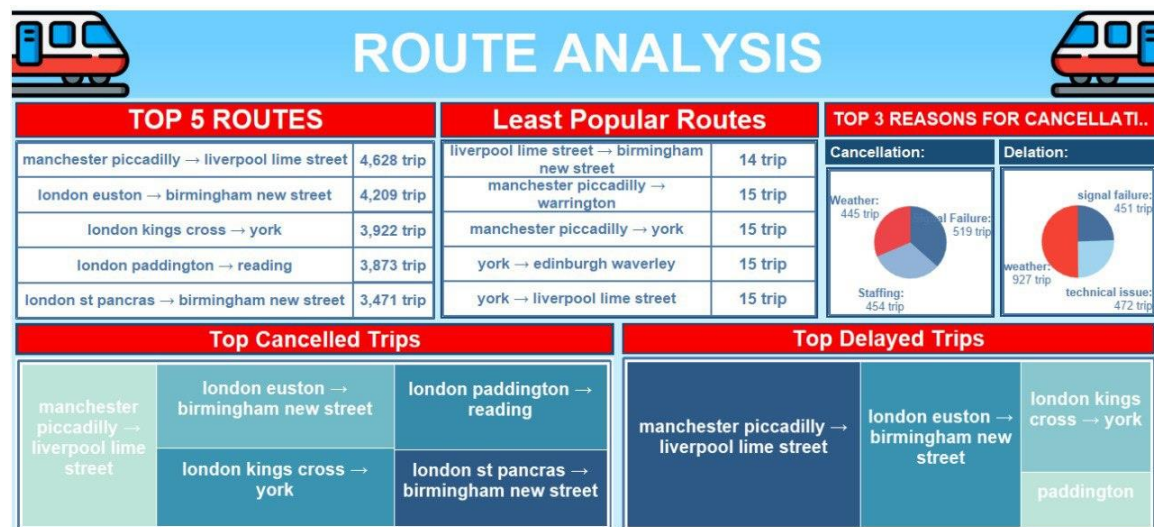 ROUTE ANALYSIS
TOP 5 ROUTES
manchester piccadilly → liverpool lime street 4,628 trip
london euston → birmingham new street 4,209 trip
london kings cross → york 3,922 trip
london paddington → reading 3,873 trip
london st pancras → birmingham new street 3,471 trip
Least Popular Routes
liverpool lime street → birmingham
new street 14 trip
manchester piccadilly →
warrington 15 trip
manchester piccadilly → york 15 trip
york → edinburgh waverley 15 trip
york → liverpool lime street 15 trip
TOP 3 REASONS FOR CANCELLATI..
Cancellation:
Weather:
445 trip
Signal Failure:
519 trip
Staffing:
454 trip
Delation:
signal failure:
451 trip
weather:
927 trip
technical issue:
472 trip
Top Cancelled Trips
manchester
piccadilly →
liverpool lime
street
london euston →
birmingham new street
london kings cross →
york
london paddington →
reading
london st pancras →
birmingham new street
Top Delayed Trips
manchester piccadilly →
liverpool lime street
london euston →
birmingham new
street
london kings
cross → york
paddington